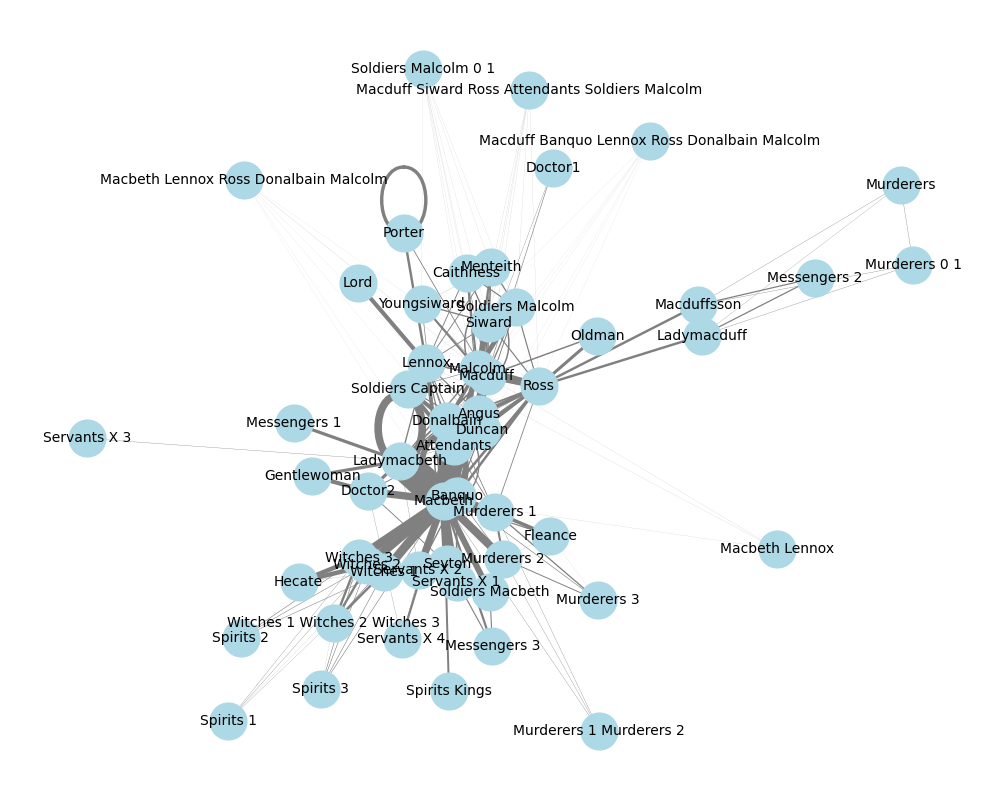 Soldiers Malcolm 0 1
Macduff Siward Ross Attendants Soldiers Malcolm
Macduff Banquo Lennox Ross Donalbain Malcolm
Doctor1
Macbeth Lennox Ross Donalbain Malcolm
Murderers
Porter
Murderers 0 1
Menteith
Caithness
Messengers 2
Lord
Youngsiward
Soldiers Malcolm
Macduffsson
Siward
Oldman
Ladymacduff
Lennox
Malcolm
Macduff
Ross
Soldiers Captain
Angus
Donalbain
Messengers 1
Duncan
Servants X 3
Attendants
Ladymacbeth
Gentlewoman
Doctor2
Banquo
Macbeth
Murderers 1
Fleance
Macbeth Lennox
Witches 3
Murderers 2
Witches 2
Seyton
Witches 1
Servants X 2
Hecate
Servants X 1
Soldiers Macbeth
Murderers 3
Witches 1 Witches 2 Witches 3
Spirits 2
Servants X 4
Messengers 3
Spirits 3
Spirits Kings
Spirits 1
Murderers 1 Murderers 2